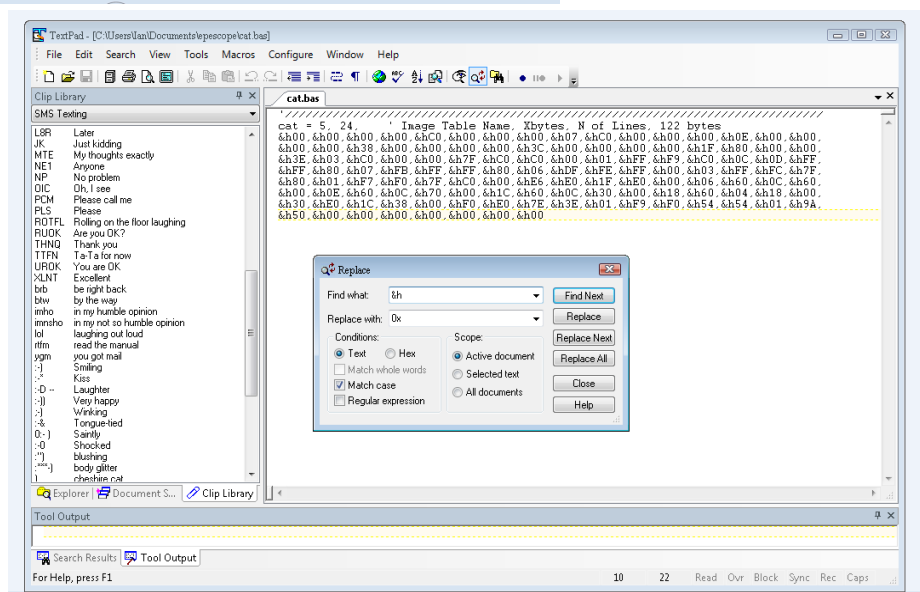 TextPad - [C:\Users\Ian\Documents\epescope\cat.bas]
File Edit Search View Tools Macros Configure Window Help
Clip Library
SMS Texting
L8R Later
JK Just kidding
MTE My thoughts exactly
NE1 Anyone
NP No problem
OIC Oh, I see
PCM Please call me
PLS Please
ROTFL Rolling on the floor laughing
RUOK Are you OK?
THNQ Thank you
TTFN Ta-Ta for now
UROK You are OK
XLNT Excellent
brb be right back
btw by the way
imho in my humble opinion
imnsho in my not so humble opinion
lol laughing out loud
rtfm read the manual
ygm you got mail
:-) Smiling
:-* Kiss
:-D -- Laughter
:-)) Very happy
;-) Winking
:-& Tongue-tied
0:-) Saintly
:-O Shocked
:") blushing
:****-) body glitter
cheshire cat
Explorer Document S... Clip Library
cat.bas
cat = 5, 24, ' Image Table Name, Xbytes, N of Lines, 122 bytes
&h00,&h00,&h00,&hC0,&h00,&h00,&h00,&h07,&hC0,&h00,&h00,&h0E,&h00,&h00,
&h00,&h00,&h38,&h00,&h00,&h00,&h3C,&h00,&h00,&h00,&h1F,&h80,&h00,&h00,
&h3E,&h03,&hC0,&h00,&h00,&h7F,&hC0,&hC0,&h00,&h01,&hFF,&hF9,&hC0,&h0C,&h0D,&hFF,
&hFF,&h80,&h07,&hFB,&hFF,&hFF,&h80,&h06,&hDF,&hFE,&hFF,&h00,&h03,&hFF,&hFC,&h7F,
&h80,&h01,&hF7,&hF0,&h7F,&hC0,&h00,&hE6,&hE0,&h1F,&hE0,&h00,&h06,&h60,&h0C,&h60,
&h00,&h0E,&h60,&h0C,&h70,&h00,&h1C,&h60,&h0C,&h30,&h00,&h18,&h60,&h04,&h18,&h00,
&h30,&hE0,&h1C,&h38,&h00,&hF0,&hE0,&h7E,&h3E,&h01,&hF9,&hF0,&h54,&h54,&h01,&h9A,
&h50,&h00,&h00,&h00,&h00,&h00,&h00
Replace
Find what: &h
Replace with: 0x
Conditions:
Text Hex
Match whole words
Match case
Regular expression
Scope:
Active document
Selected text
All documents
Find Next
Replace
Replace Next
Replace All
Close
Help
Tool Output
Search Results Tool Output
For Help, press F1 10 22 Read Ovr Block Sync Rec Caps